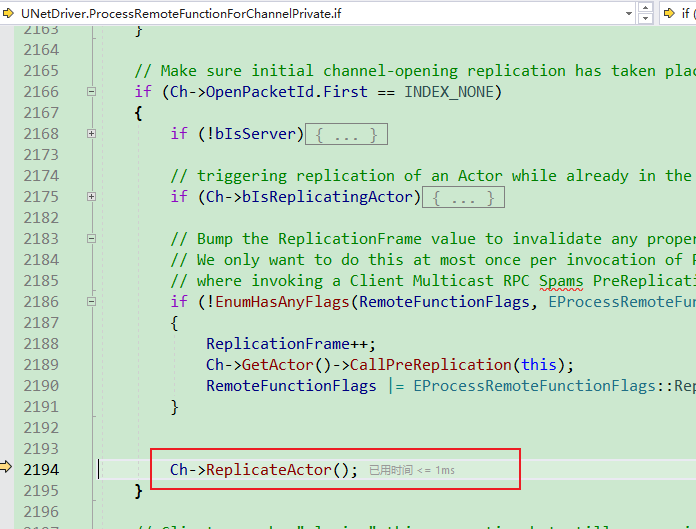 UNetDriver.ProcessRemoteFunctionForChannelPrivate.if if (
2163 }
2164
2165 // Make sure initial channel-opening replication has taken plac
2166 if (Ch->OpenPacketId.First == INDEX_NONE)
2167 {
2168 if (!bIsServer) { ... }
2173
2174 // triggering replication of an Actor while already in the
2175 if (Ch->bIsReplicatingActor) { ... }
2182
2183 // Bump the ReplicationFrame value to invalidate any proper
2184 // We only want to do this at most once per invocation of P
2185 // where invoking a Client Multicast RPC Spams PreReplicati
2186 if (!EnumHasAnyFlags(RemoteFunctionFlags, EProcessRemoteFun
2187 {
2188 ReplicationFrame++;
2189 Ch->GetActor()->CallPreReplication(this);
2190 RemoteFunctionFlags |= EProcessRemoteFunctionFlags::Rep
2191 }
2192
2193
2194 Ch->ReplicateActor(); 已用时间 <= 1ms
2195 }
2196